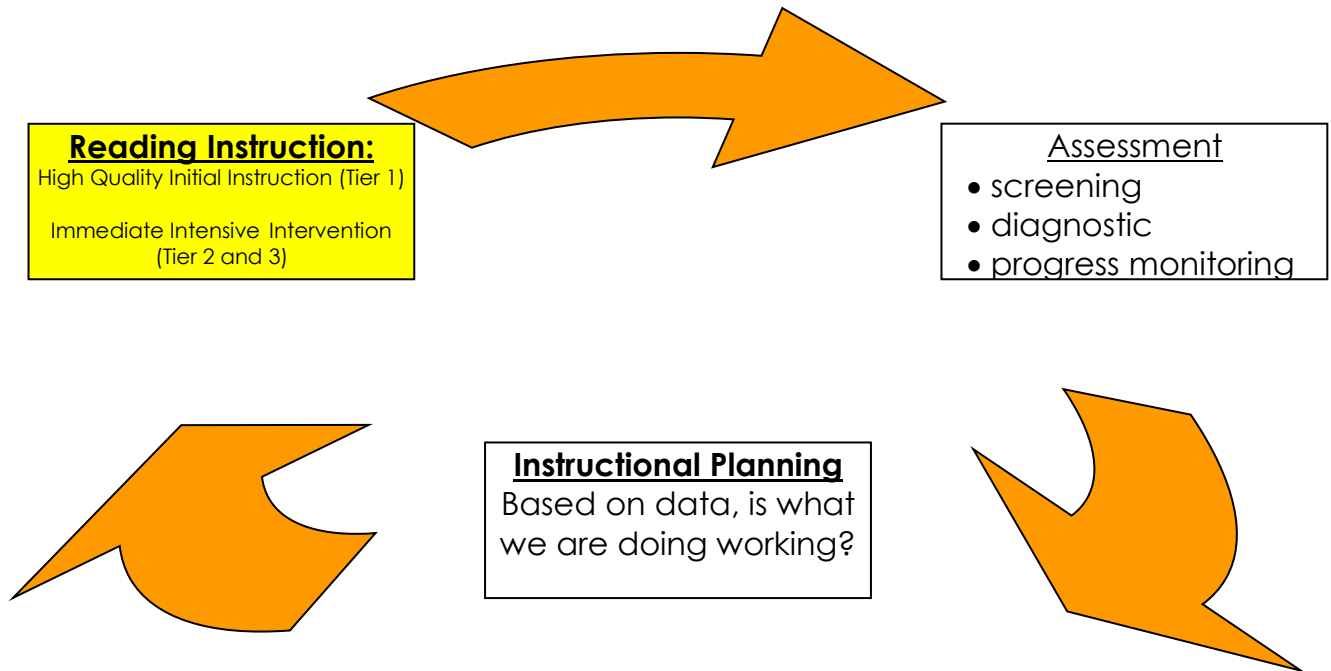 Reading Instruction:
High Quality Initial Instruction (Tier 1)
Immediate Intensive Intervention
(Tier 2 and 3)
Assessment
• screening
• diagnostic
• progress monitoring
Instructional Planning
Based on data, is what
we are doing working?